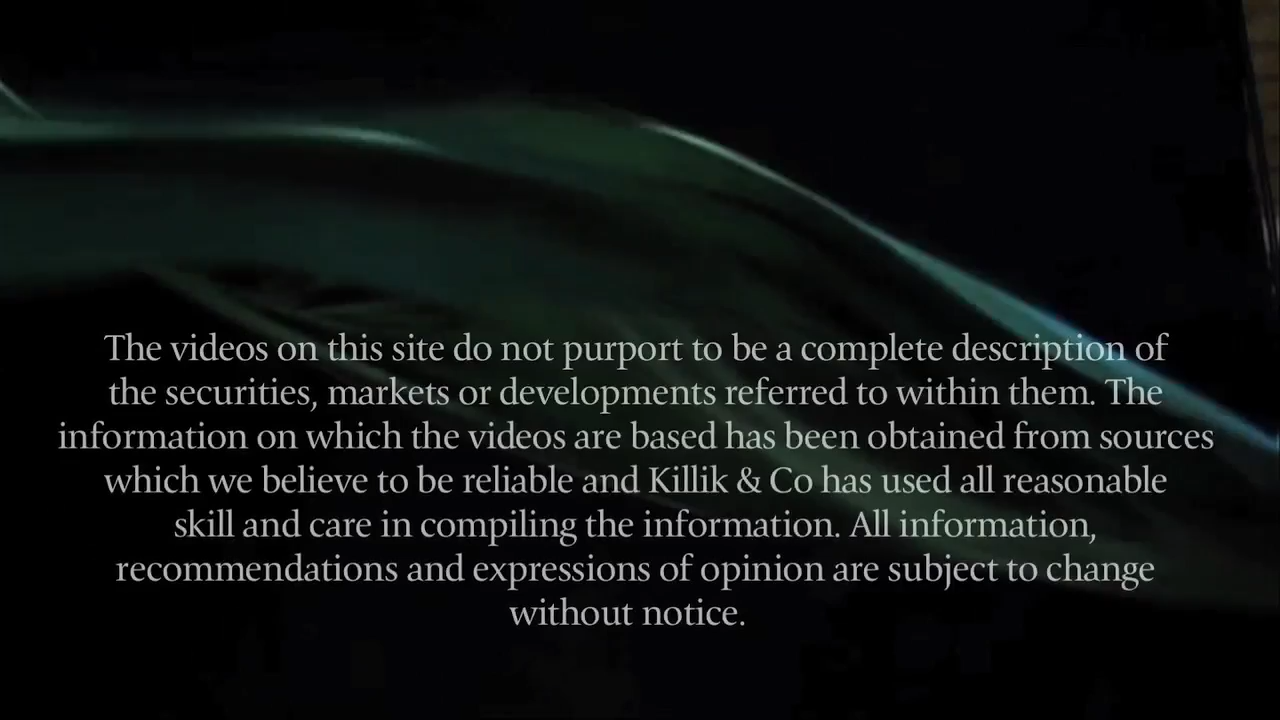 The videos on this site do not purport to be a complete description of
the securities, markets or developments referred to within them. The
information on which the videos are based has been obtained from sources
which we believe to be reliable and Killik & Co has used all reasonable
skill and care in compiling the information. All information,
recommendations and expressions of opinion are subject to change
without notice.